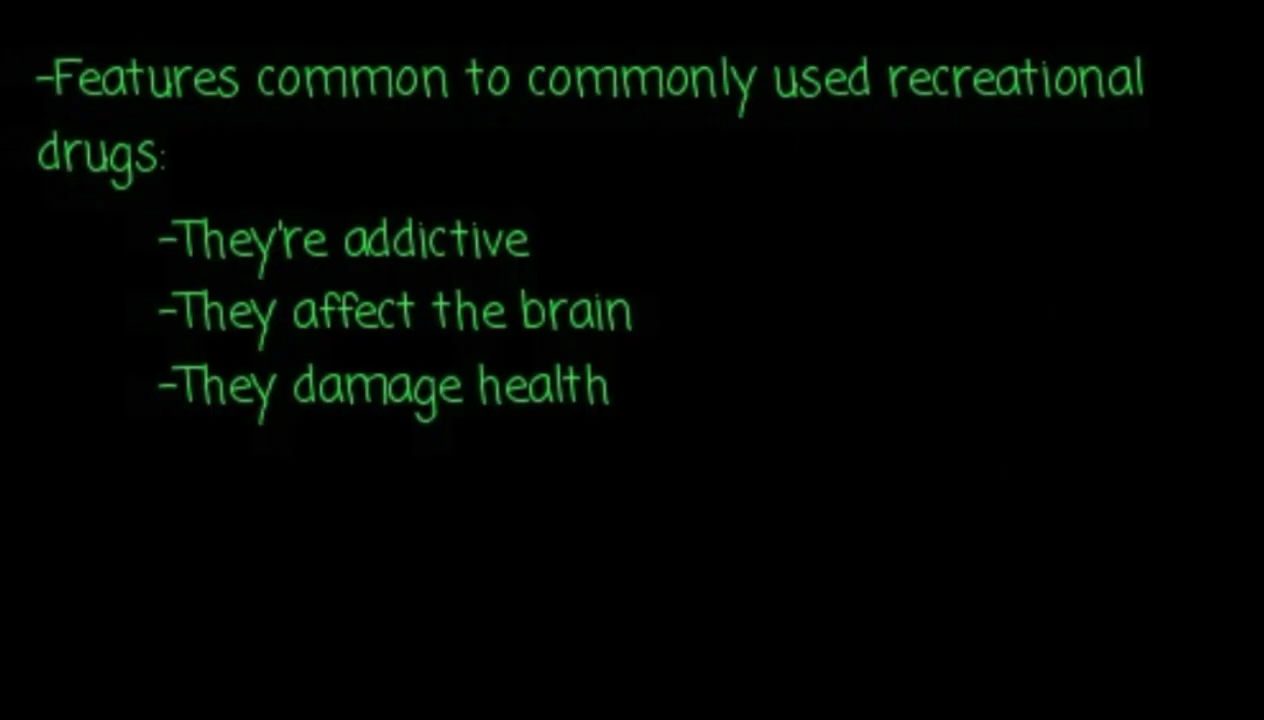 -Features common to commonly used recreational
drugs:
-They're addictive
-They affect the brain
-They damage health